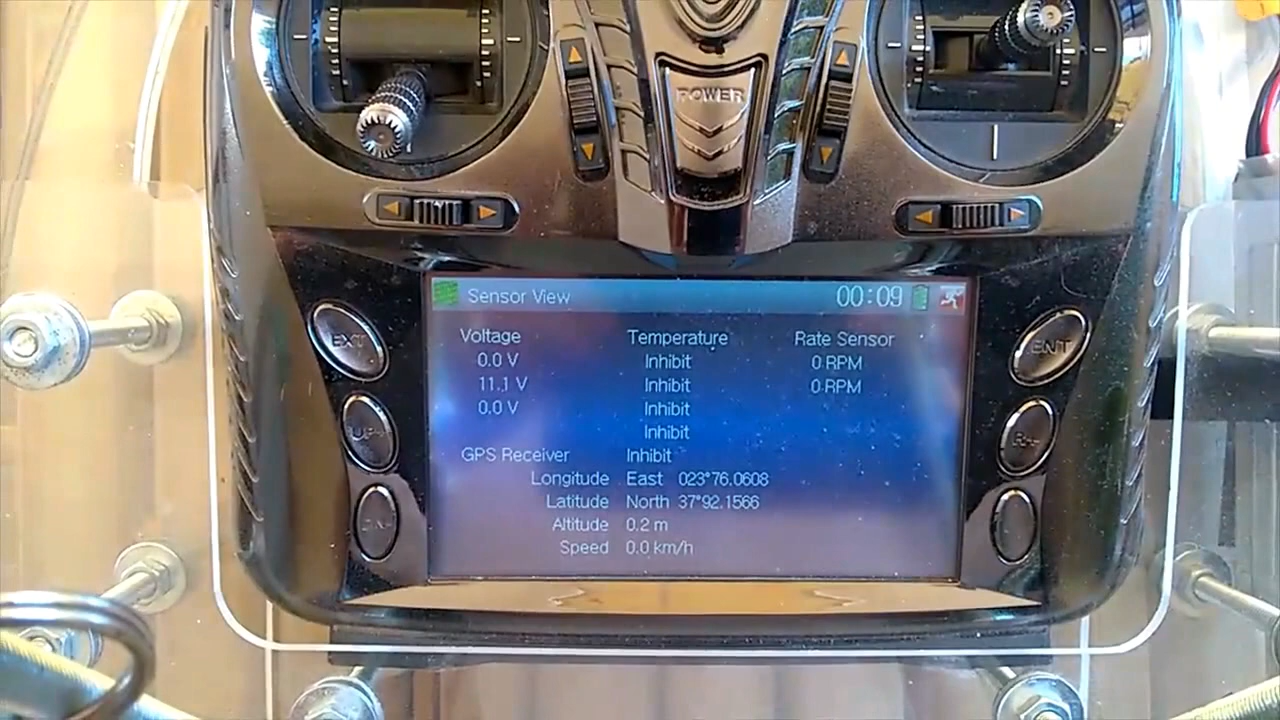 POWER
Sensor View 00:09
Voltage Temperature Rate Sensor
0.0 V Inhibit 0 RPM
11.1 V Inhibit 0 RPM
0.0 V Inhibit
Inhibit
GPS Receiver Inhibit
Longitude East 023°76.0608
Latitude North 37°92.1566
Altitude 0.2 m
Speed 0.0 km/h
EXT
ENT
UP+
R+
DN-